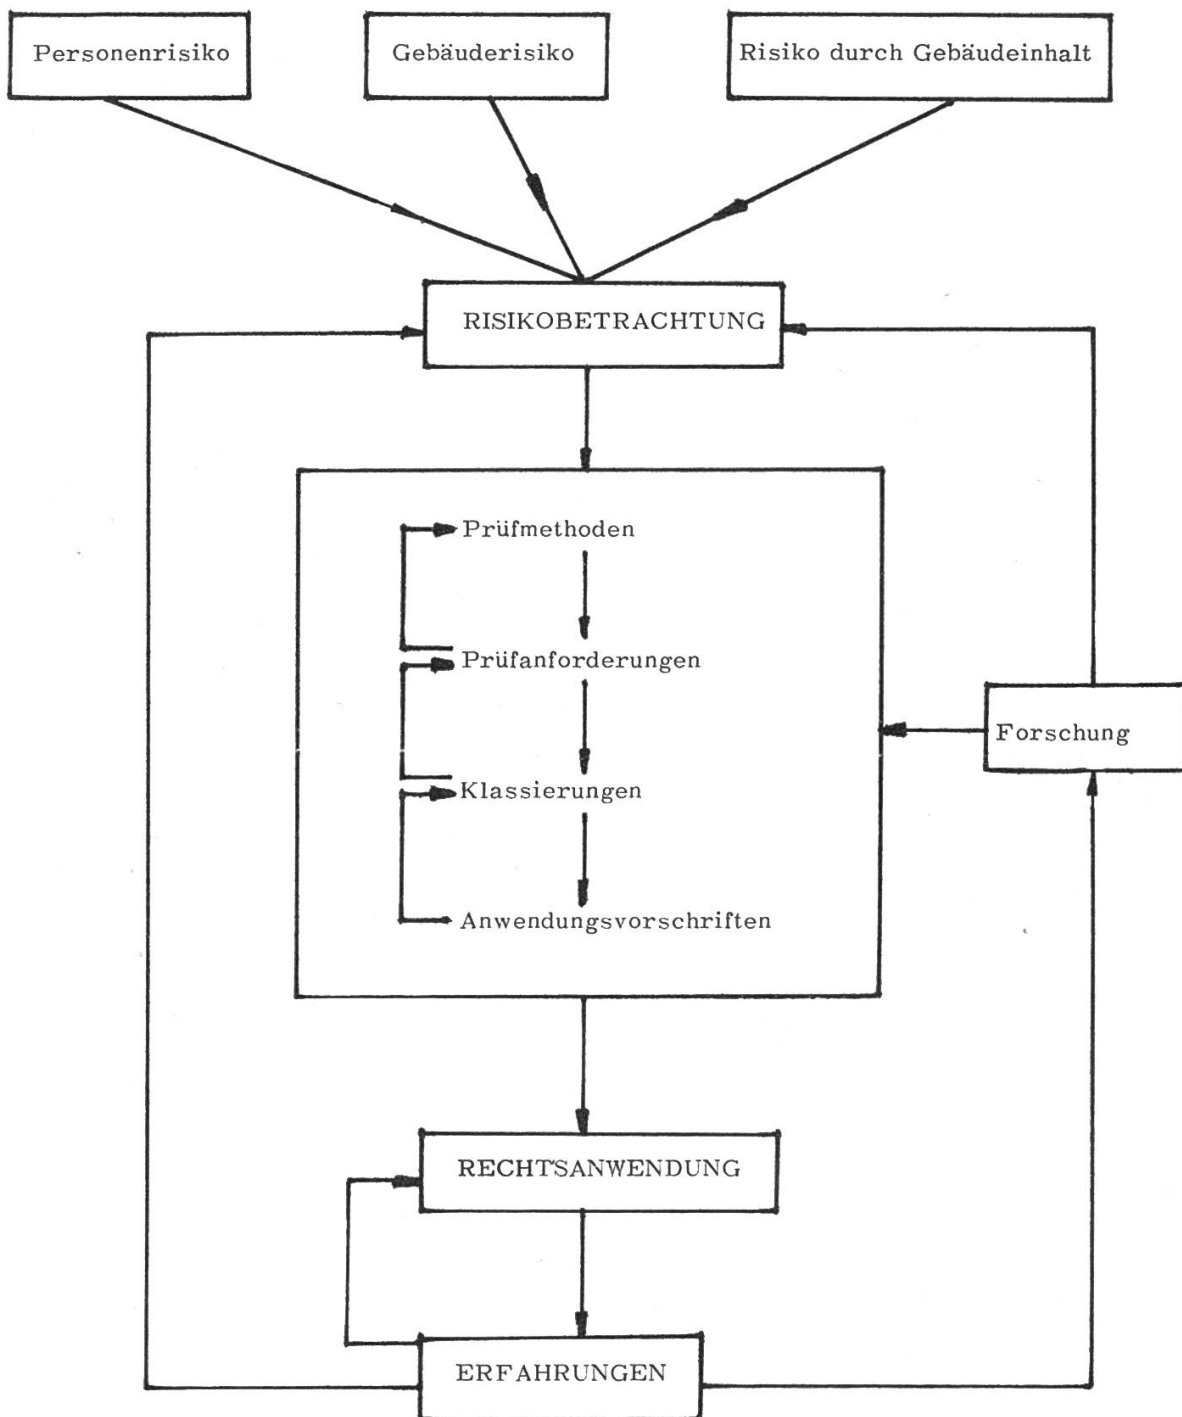 Personenrisiko
Gebäuderisiko
Risiko durch Gebäudeinhalt
RISIKOBETRACHTUNG
Prüfmethoden
Prüfanforderungen
Forschung
Klassierungen
Anwendungsvorschriften
RECHTSANWENDUNG
ERFAHRUNGEN